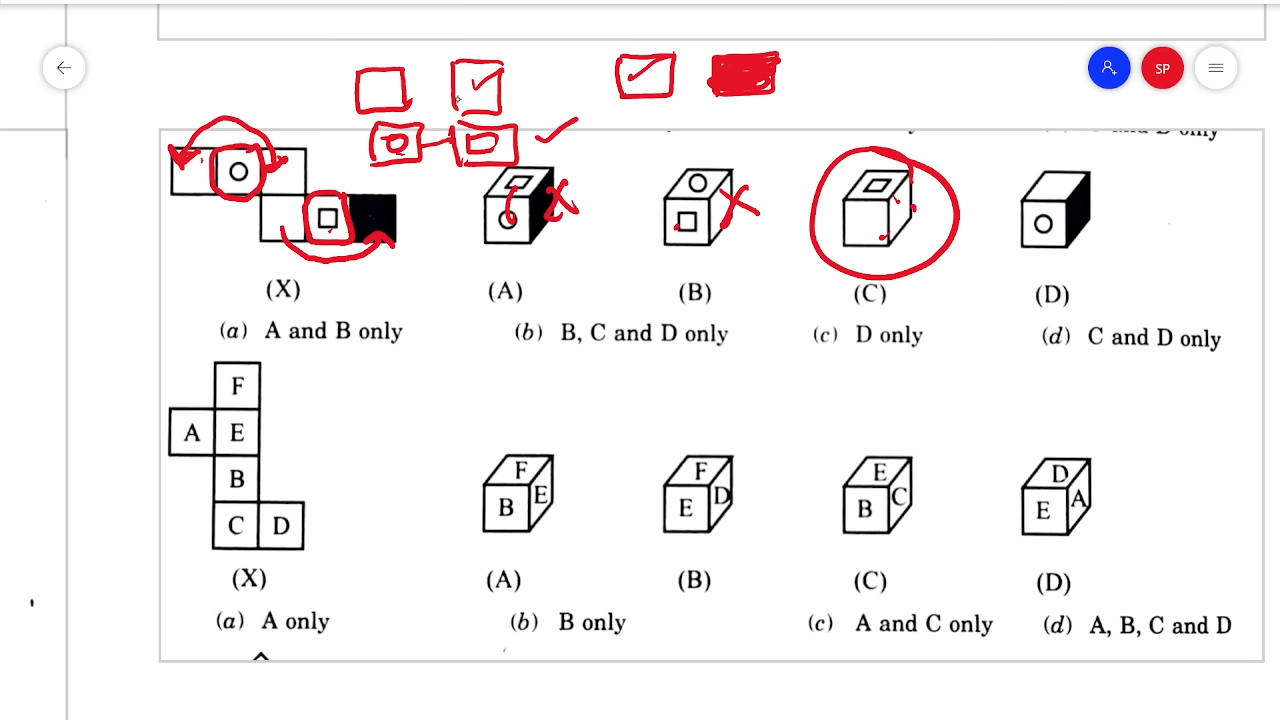 SP
(X) (A) (B) (C) (D)
(a) A and B only (b) B, C and D only (c) D only (d) C and D only
F
A E
B
C D
F
B E
F
E D
E
B C
D
E A
(X) (A) (B) (C) (D)
(a) A only (b) B only (c) A and C only (d) A, B, C and D